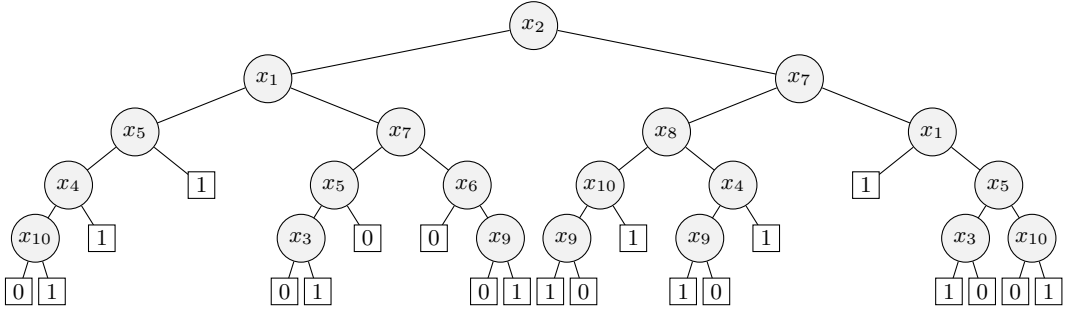 x₂
x₁ x₇
x₅ x₇ x₈ x₁
x₄ 1 x₅ x₆ x₁₀ x₄ 1 x₅
x₁₀ 1 x₃ 0 0 x₉ x₉ 1 x₉ 1 x₃ x₁₀
0 1 0 1 0 1 1 0 1 0 1 0 0 1